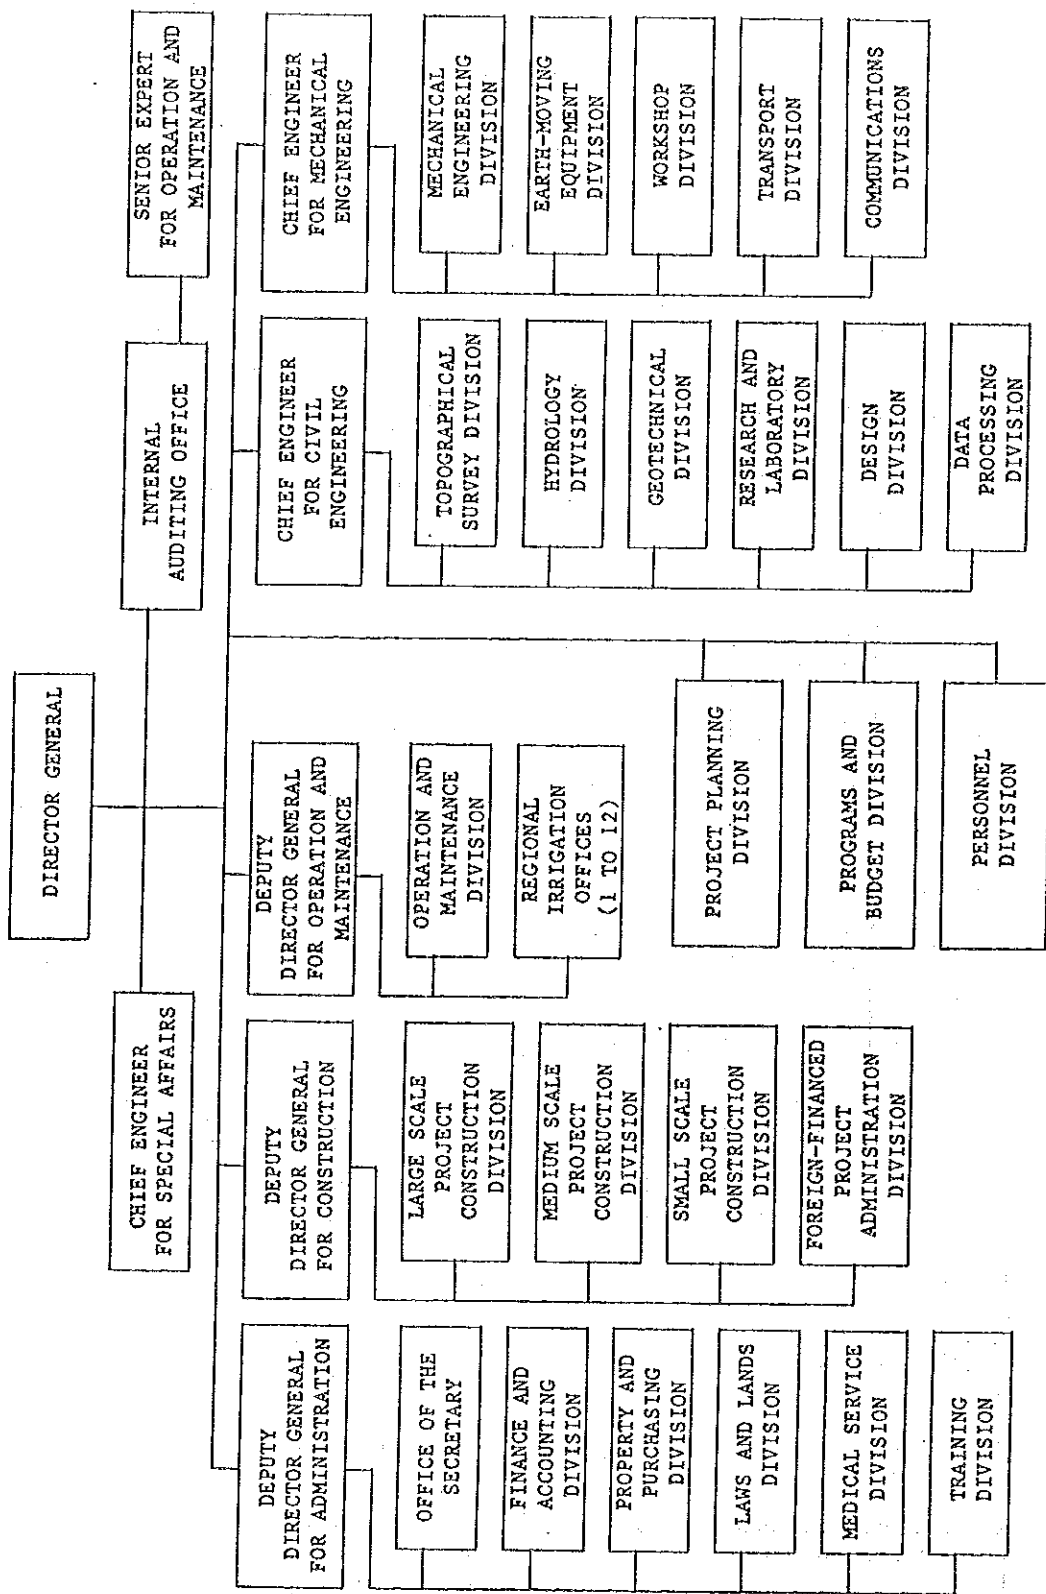 DIRECTOR GENERAL
CHIEF ENGINEER
FOR SPECIAL AFFAIRS
INTERNAL
AUDITING OFFICE
SENIOR EXPERT
FOR OPERATION AND
MAINTENANCE
DEPUTY
DIRECTOR GENERAL
FOR ADMINISTRATION
OFFICE OF THE
SECRETARY
FINANCE AND
ACCOUNTING
DIVISION
PROPERTY AND
PURCHASING
DIVISION
LAWS AND LANDS
DIVISION
MEDICAL SERVICE
DIVISION
TRAINING
DIVISION
DEPUTY
DIRECTOR GENERAL
FOR CONSTRUCTION
LARGE SCALE
PROJECT
CONSTRUCTION
DIVISION
MEDIUM SCALE
PROJECT
CONSTRUCTION
DIVISION
SMALL SCALE
PROJECT
CONSTRUCTION
DIVISION
FOREIGN-FINANCED
PROJECT
ADMINISTRATION
DIVISION
DEPUTY
DIRECTOR GENERAL
FOR OPERATION AND
MAINTENANCE
OPERATION AND
MAINTENANCE
DIVISION
REGIONAL
IRRIGATION
OFFICES
(1 TO 12)
PROJECT PLANNING
DIVISION
PROGRAMS AND
BUDGET DIVISION
PERSONNEL
DIVISION
CHIEF ENGINEER
FOR CIVIL
ENGINEERING
TOPOGRAPHICAL
SURVEY DIVISION
HYDROLOGY
DIVISION
GEOTECHNICAL
DIVISION
RESEARCH AND
LABORATORY
DIVISION
DESIGN
DIVISION
DATA
PROCESSING
DIVISION
CHIEF ENGINEER
FOR MECHANICAL
ENGINEERING
MECHANICAL
ENGINEERING
DIVISION
EARTH-MOVING
EQUIPMENT
DIVISION
WORKSHOP
DIVISION
TRANSPORT
DIVISION
COMMUNICATIONS
DIVISION